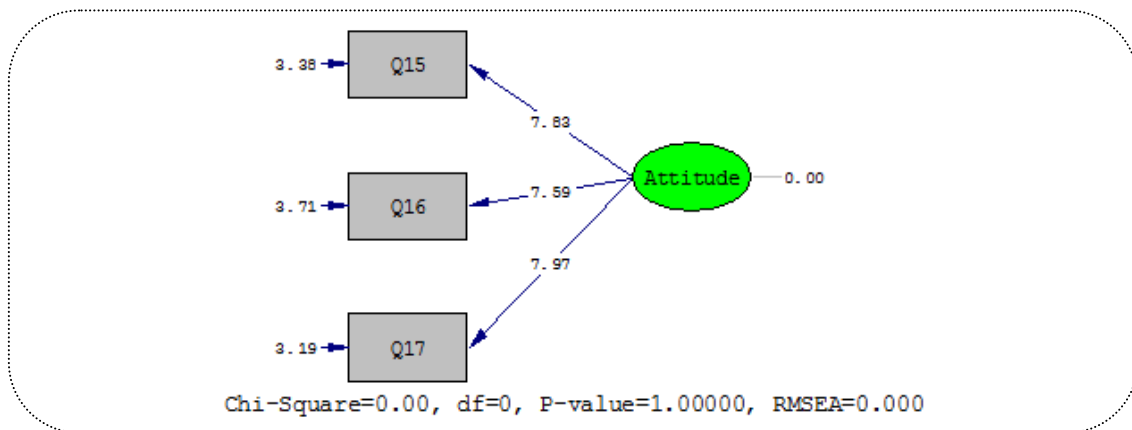 3.38 Q15
7.83
Attitude 0.00
7.59
3.71 Q16
7.97
3.19 Q17
Chi-Square=0.00, df=0, P-value=1.00000, RMSEA=0.000